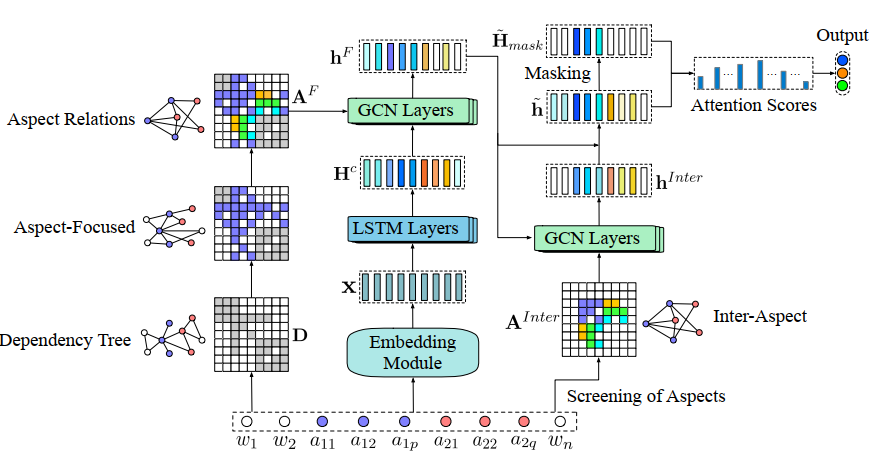 Output
h^F
H̃_mask
Masking
Attention Scores
A^F
GCN Layers
h̃
Aspect Relations
H^c
h^Inter
Aspect-Focused
LSTM Layers
GCN Layers
x
A^Inter
Inter-Aspect
Dependency Tree
D
Embedding
Module
Screening of Aspects
w_1 w_2 a_11 a_12 a_1p a_21 a_22 a_2q w_n